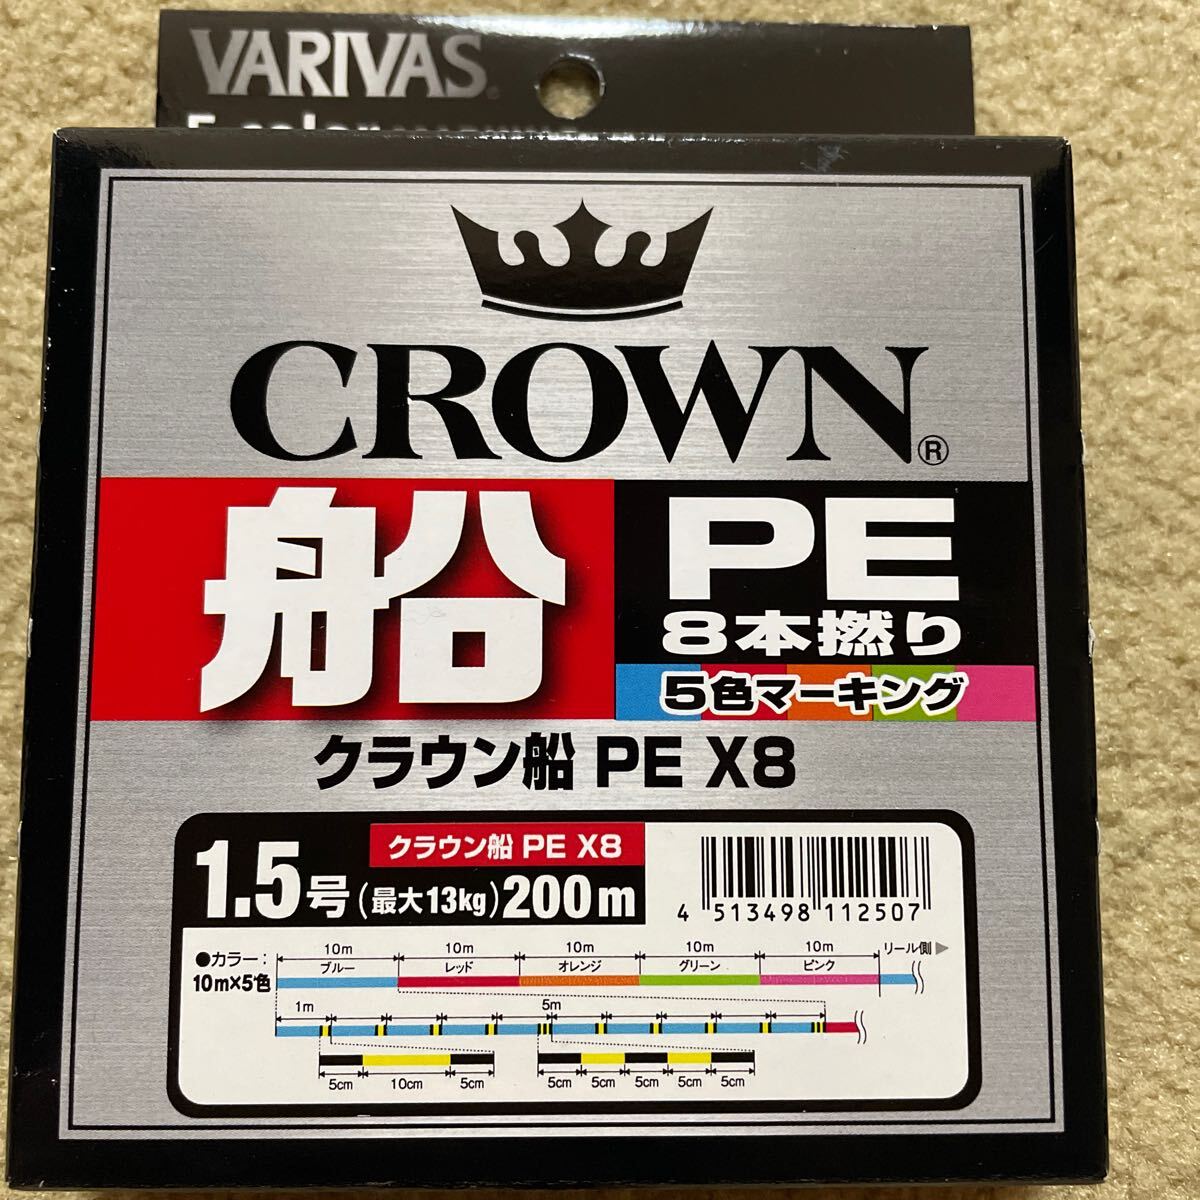 VARIVAS®
CROWN®
船
PE
8本撚り
5色マーキング
クラウン船 PE X8
クラウン船 PE X8
1.5号(最大13kg)200m
4 513498 112507
●カラー:
10m×5色
10m 10m 10m 10m 10m リール側
ブルー レッド オレンジ グリーン ピンク
1m 5m
5cm 10cm 5cm 5cm 5cm 5cm 5cm 5cm